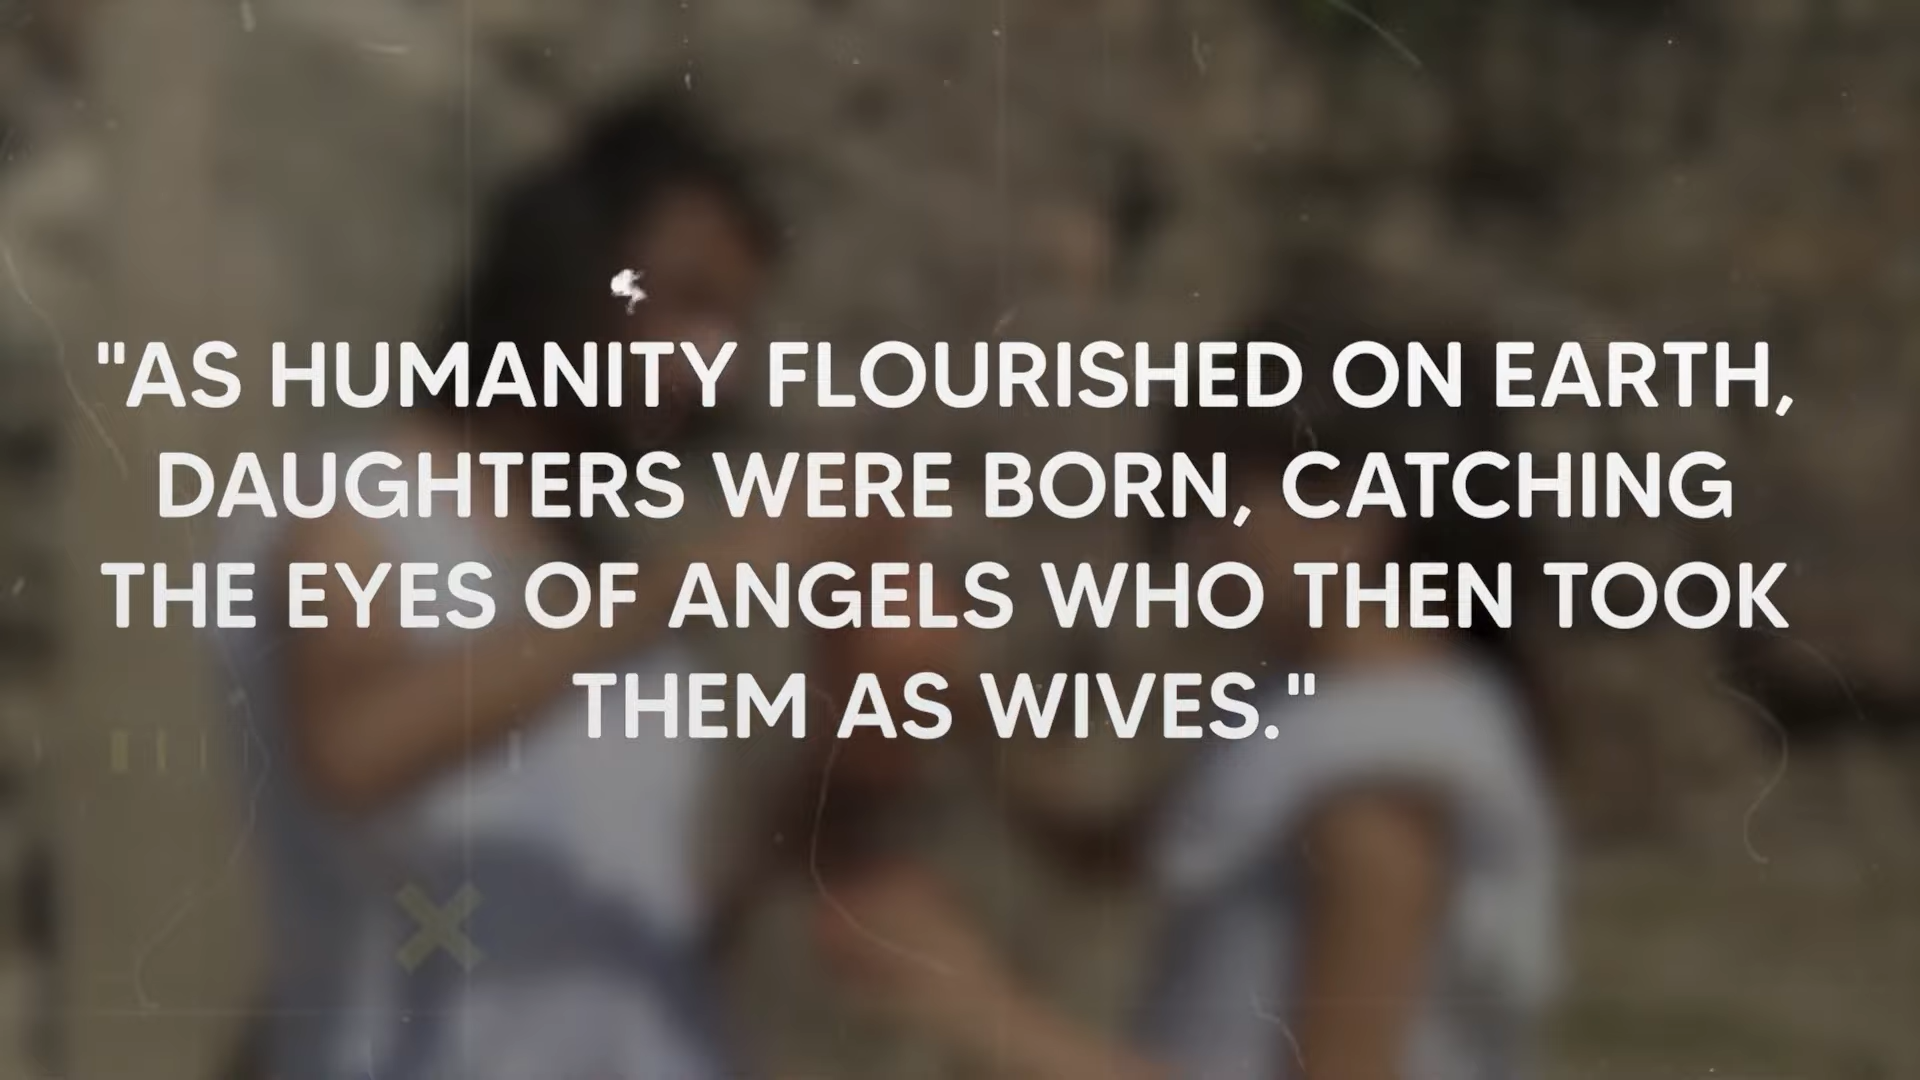 "AS HUMANITY FLOURISHED ON EARTH,
DAUGHTERS WERE BORN, CATCHING
THE EYES OF ANGELS WHO THEN TOOK
THEM AS WIVES."